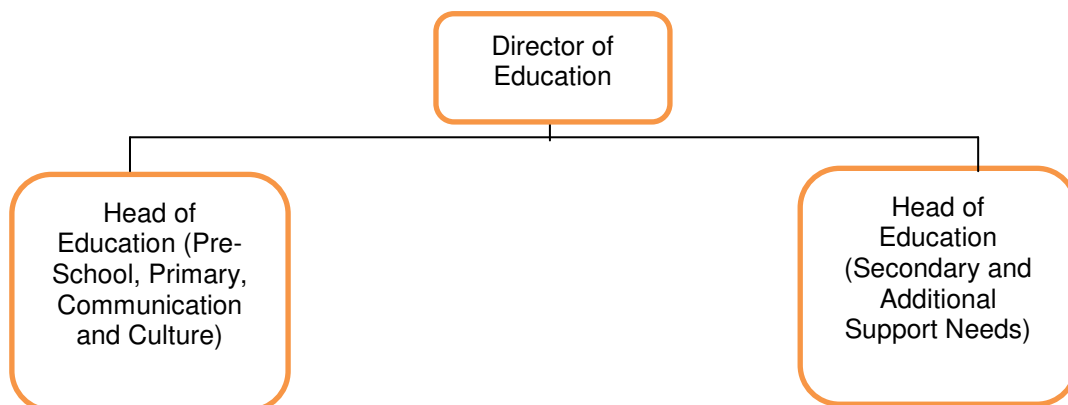 Director of
Education
Head of
Education (Pre-
School, Primary,
Communication
and Culture)
Head of
Education
(Secondary and
Additional
Support Needs)